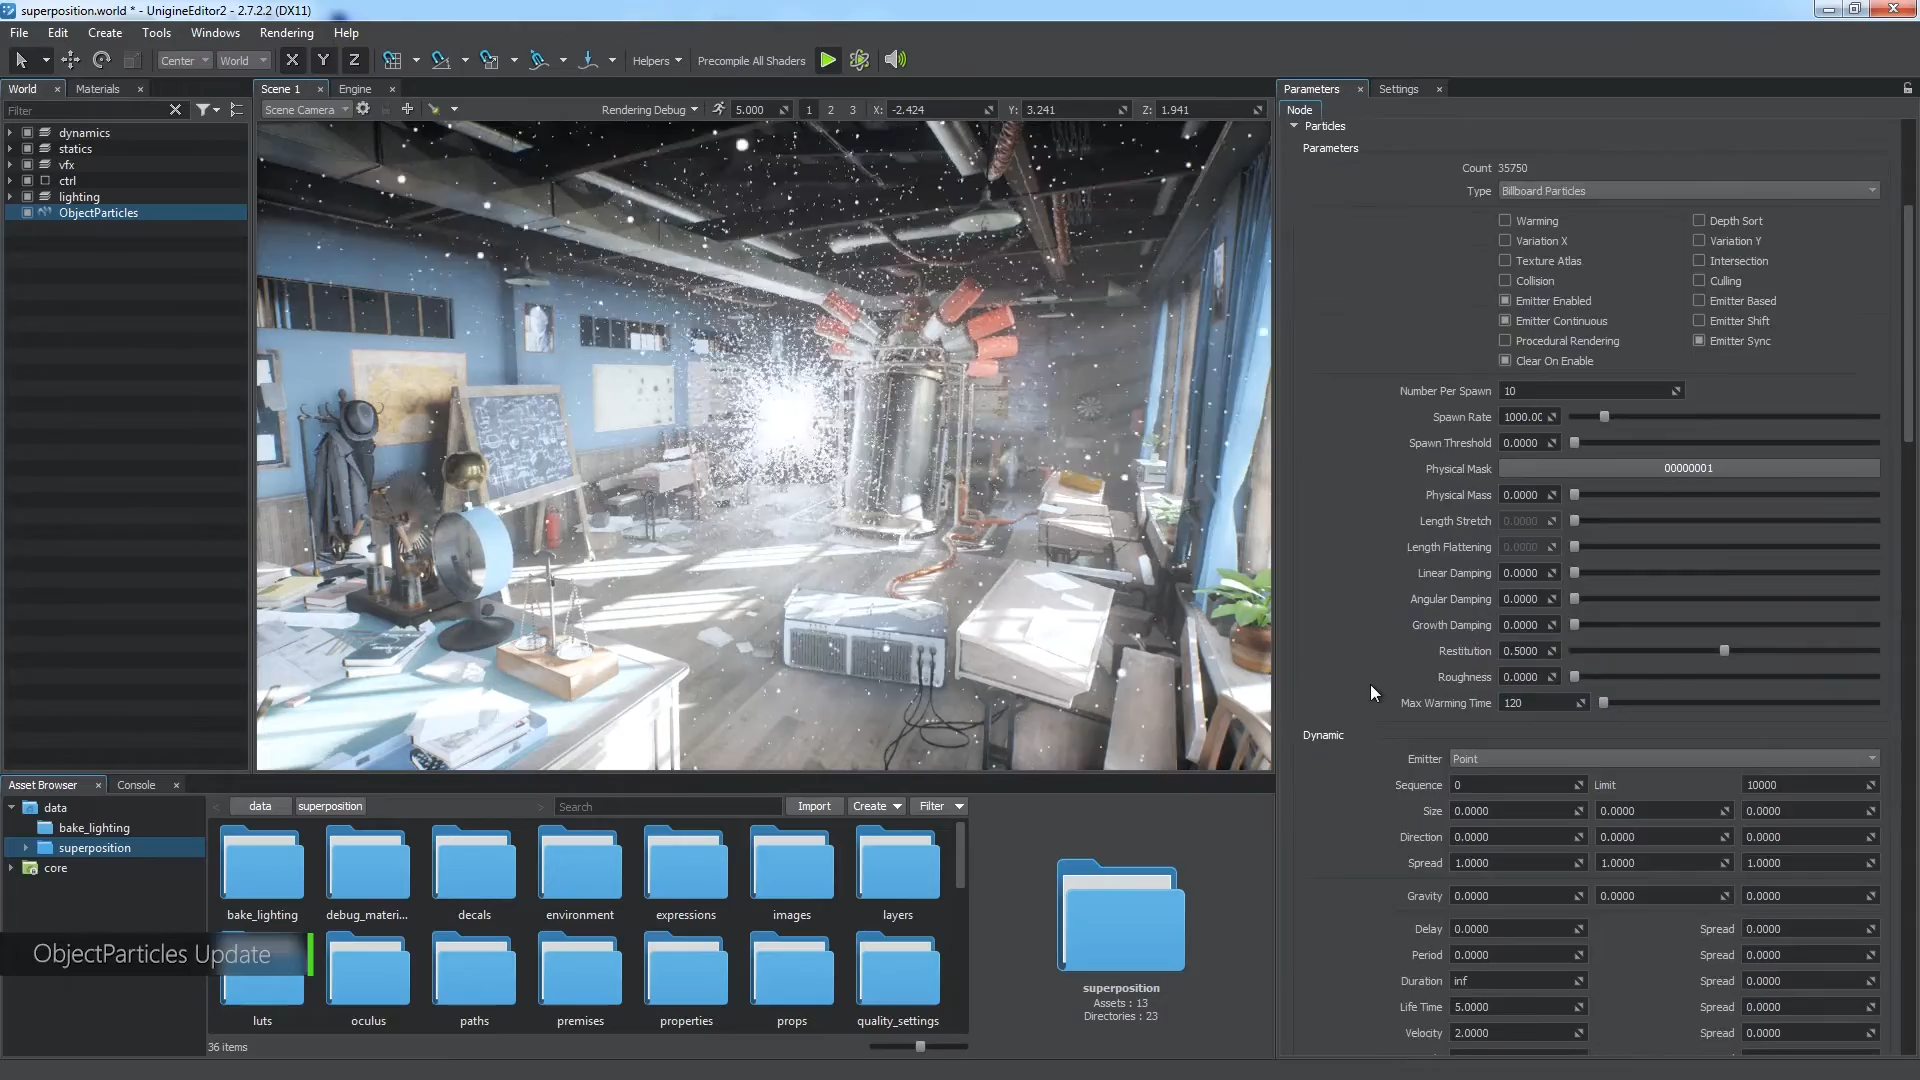 superposition.world * - UnigineEditor2 - 2.7.2.2 (DX11)
File Edit Create Tools Windows Rendering Help
Center World X Y Z Helpers Precompile All Shaders
World Materials
Filter
dynamics
statics
vfx
ctrl
lighting
ObjectParticles
Scene 1 Engine
Scene Camera Rendering Debug 5.000 1 2 3 X: -2.424 Y: 3.241 Z: 1.941
Parameters Settings
Node
Particles
Parameters
Count 35750
Type Billboard Particles
Warming Depth Sort
Variation X Variation Y
Texture Atlas Intersection
Collision Culling
Emitter Enabled Emitter Based
Emitter Continuous Emitter Shift
Procedural Rendering Emitter Sync
Clear On Enable
Number Per Spawn 10
Spawn Rate 1000.00
Spawn Threshold 0.0000
Physical Mask 00000001
Physical Mass 0.0000
Length Stretch 0.0000
Length Flattening 0.0000
Linear Damping 0.0000
Angular Damping 0.0000
Growth Damping 0.0000
Restitution 0.5000
Roughness 0.0000
Max Warming Time 120
Dynamic
Emitter Point
Sequence 0 Limit 10000
Size 0.0000 0.0000 0.0000
Direction 0.0000 0.0000 0.0000
Spread 1.0000 1.0000 1.0000
Gravity 0.0000 0.0000 0.0000
Delay 0.0000 Spread 0.0000
Period 0.0000 Spread 0.0000
Duration inf Spread 0.0000
Life Time 5.0000 Spread 0.0000
Velocity 2.0000 Spread 0.0000
Asset Browser Console
data
bake_lighting
superposition
core
data superposition Search Import Create Filter
bake_lighting debug_materi... decals environment expressions images layers
luts oculus paths premises properties props quality_settings
36 items
superposition
Assets : 13
Directories : 23
ObjectParticles Update